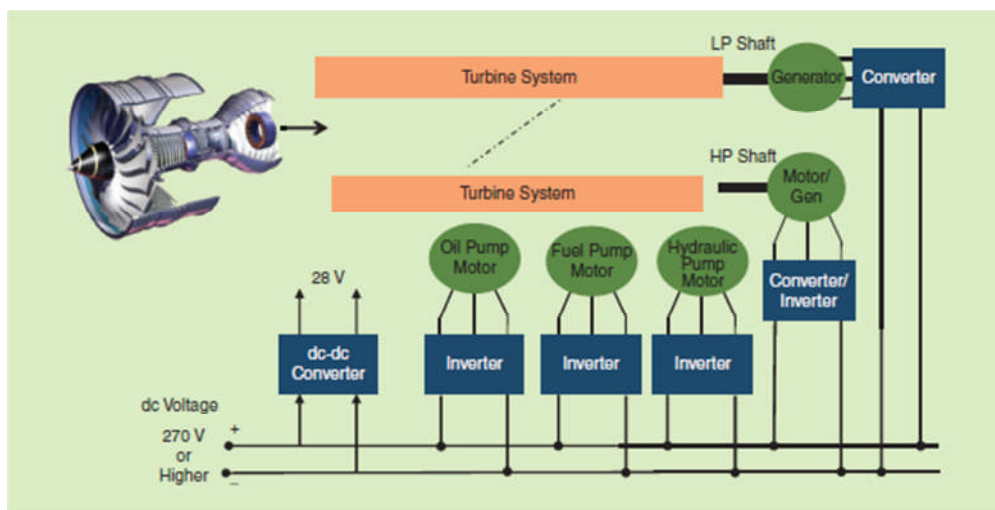 LP Shaft
Turbine System
Generator
Converter
HP Shaft
Turbine System
Motor/
Gen
Oil Pump
Motor
Fuel Pump
Motor
Hydraulic
Pump
Motor
Converter/
Inverter
28 V
dc-dc
Converter
Inverter
Inverter
Inverter
dc Voltage
+
270 V
or
Higher
–